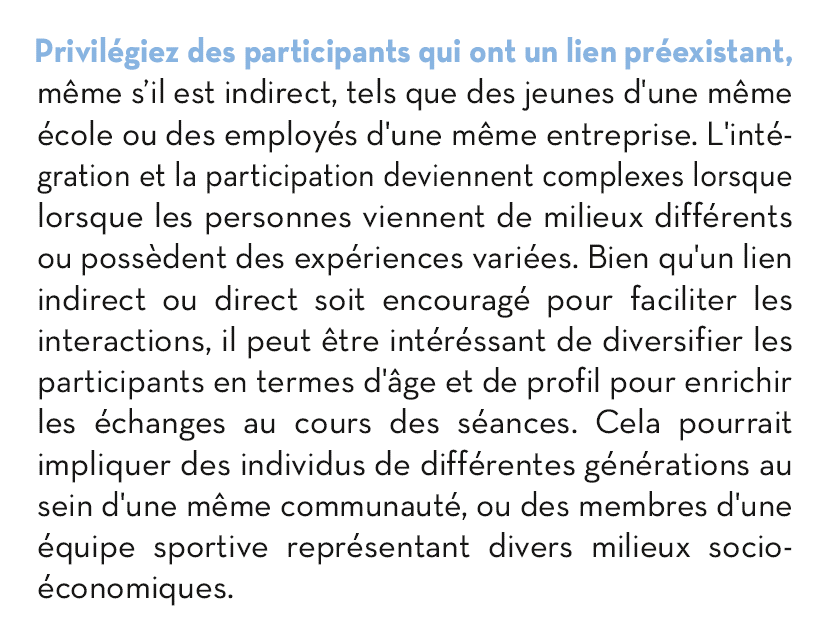 Privilégiez des participants qui ont un lien préexistant,
même s’il est indirect, tels que des jeunes d'une même
école ou des employés d'une même entreprise. L'inté-
gration et la participation deviennent complexes lorsque
lorsque les personnes viennent de milieux différents
ou possèdent des expériences variées. Bien qu'un lien
indirect ou direct soit encouragé pour faciliter les
interactions, il peut être intéréssant de diversifier les
participants en termes d'âge et de profil pour enrichir
les échanges au cours des séances. Cela pourrait
impliquer des individus de différentes générations au
sein d'une même communauté, ou des membres d'une
équipe sportive représentant divers milieux socio-
économiques.